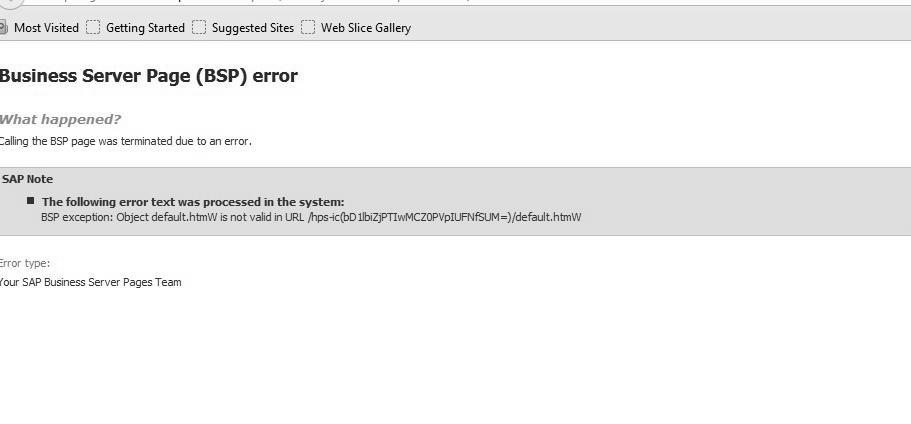 Most Visited Getting Started Suggested Sites Web Slice Gallery
Business Server Page (BSP) error
What happened?
Calling the BSP page was terminated due to an error.
SAP Note
The following error text was processed in the system:
BSP exception: Object default.htmW is not valid in URL /hps-ic(bD1lbiZjPTIwMCZ0PVpIUFNfSUM=)/default.htmW
Error type:
Your SAP Business Server Pages Team